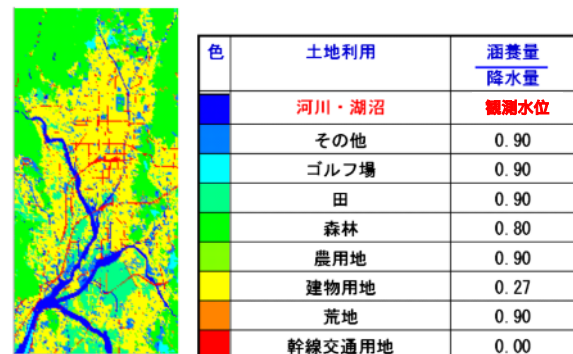 色 土地利用 涵養量
降水量
河川・湖沼 観測水位
その他 0.90
ゴルフ場 0.90
田 0.90
森林 0.80
農用地 0.90
建物用地 0.27
荒地 0.90
幹線交通用地 0.00